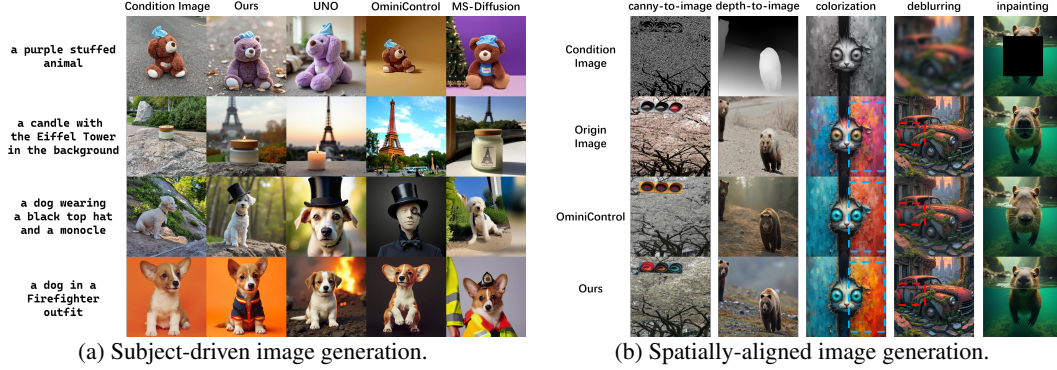 Condition Image Ours UNO OminiControl MS-Diffusion
a purple stuffed
animal
a candle with
the Eiffel Tower
in the background
a dog wearing
a black top hat
and a monocle
a dog in a
Firefighter
outfit
(a) Subject-driven image generation.
canny-to-image depth-to-image colorization deblurring inpainting
Condition
Image
Origin
Image
OminiControl
Ours
(b) Spatially-aligned image generation.